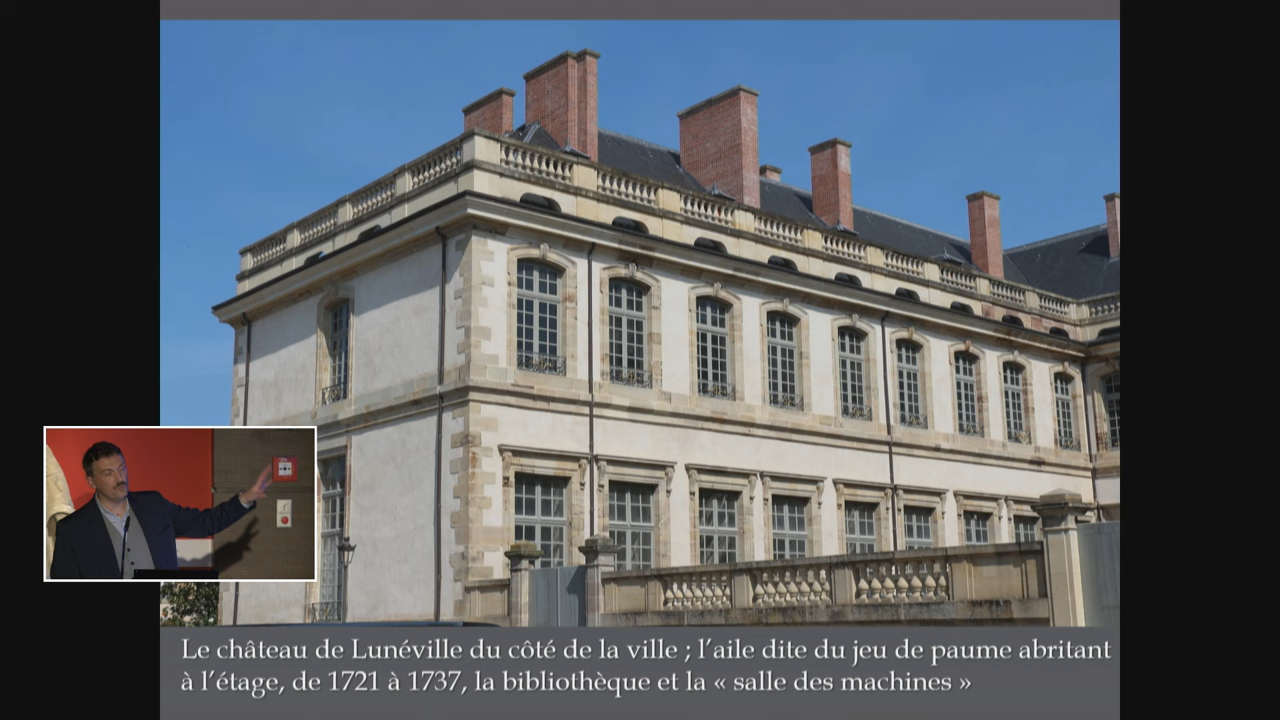 Le château de Lunéville du côté de la ville ; l’aile dite du jeu de paume abritant
à l’étage, de 1721 à 1737, la bibliothèque et la « salle des machines »